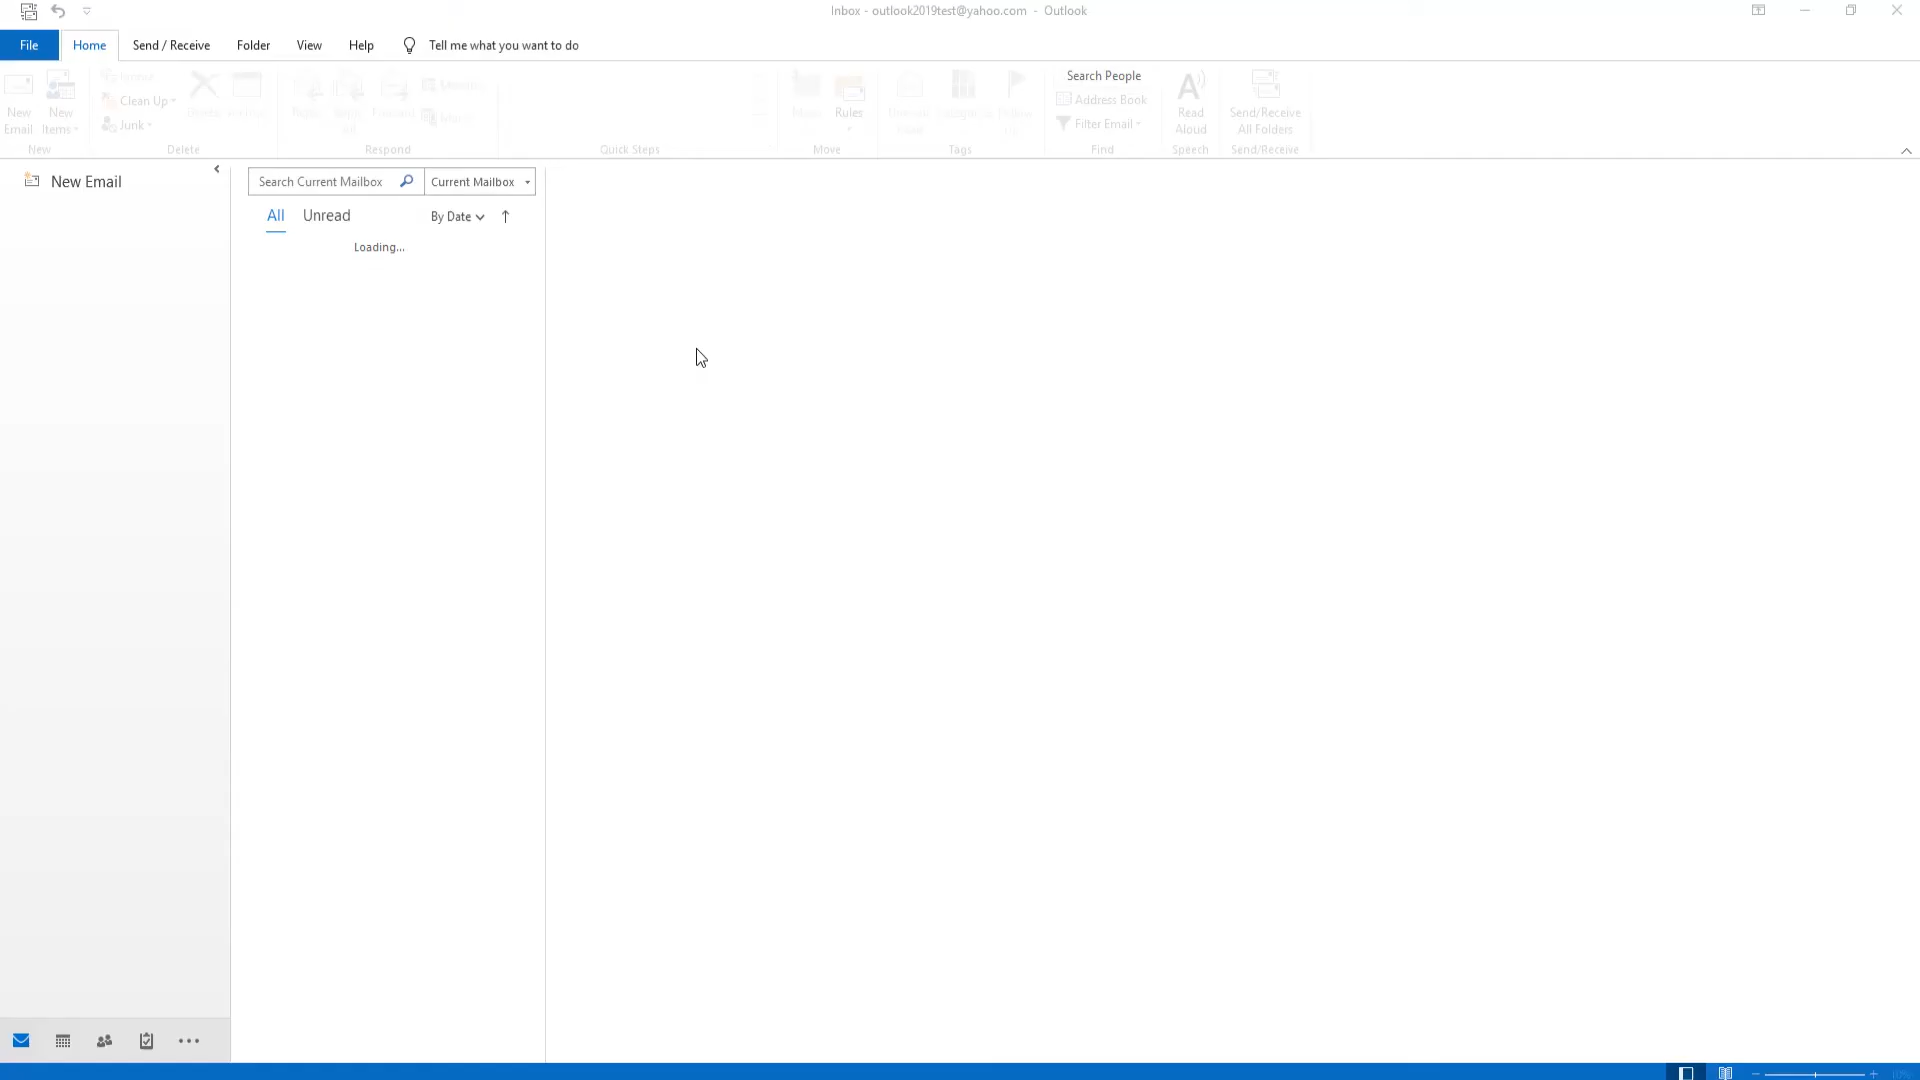 Inbox - outlook2019test@yahoo.com - Outlook
File Home Send / Receive Folder View Help Tell me what you want to do
New Email
New Items
Clean Up
Junk
Rules
Search People
Address Book
Filter Email
Read Aloud
Send/Receive All Folders
New Delete Respond Quick Steps Move Tags Find Speech Send/Receive
New Email
Search Current Mailbox Current Mailbox
All Unread By Date
Loading...